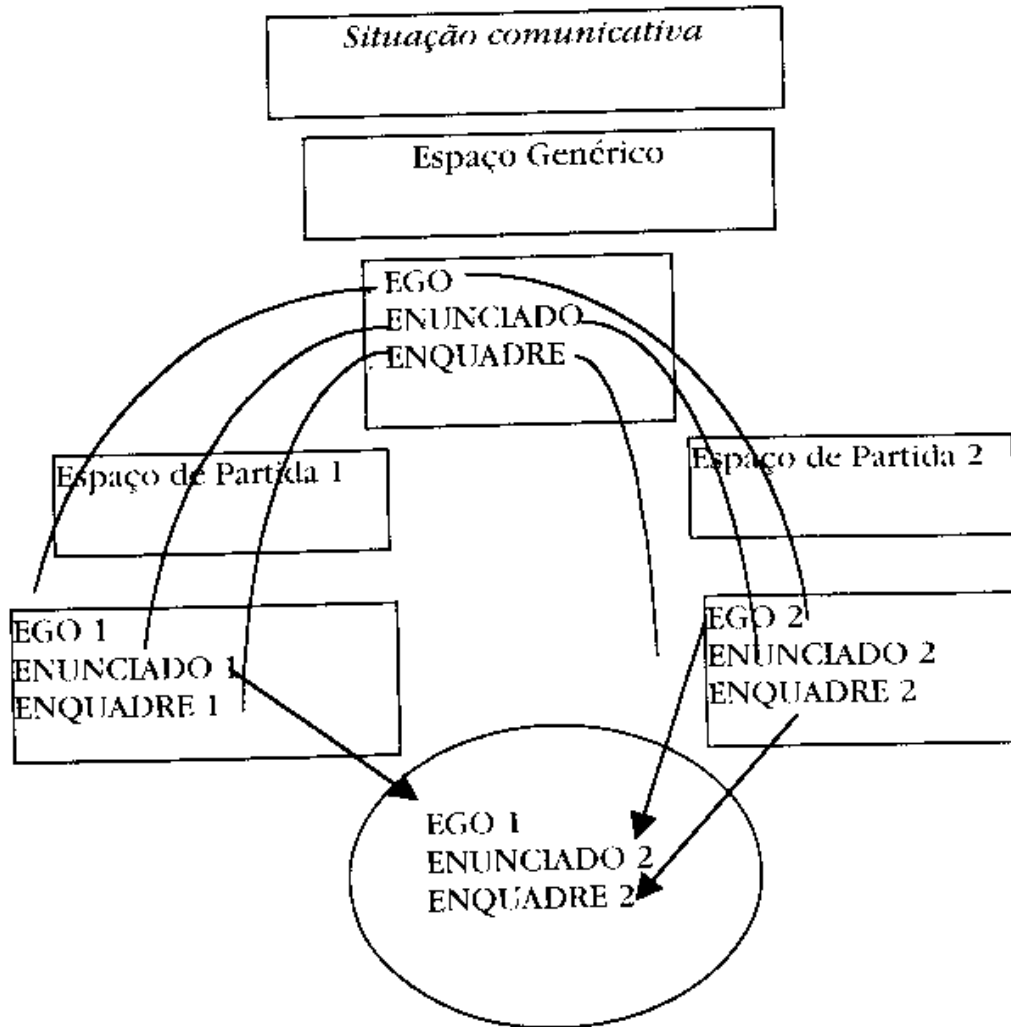 Situação comunicativa
Espaço Genérico
EGO
ENUNCIADO
ENQUADRE
Espaço de Partida 1
Espaço de Partida 2
EGO 1
ENUNCIADO 1
ENQUADRE 1
EGO 2
ENUNCIADO 2
ENQUADRE 2
EGO 1
ENUNCIADO 2
ENQUADRE 2